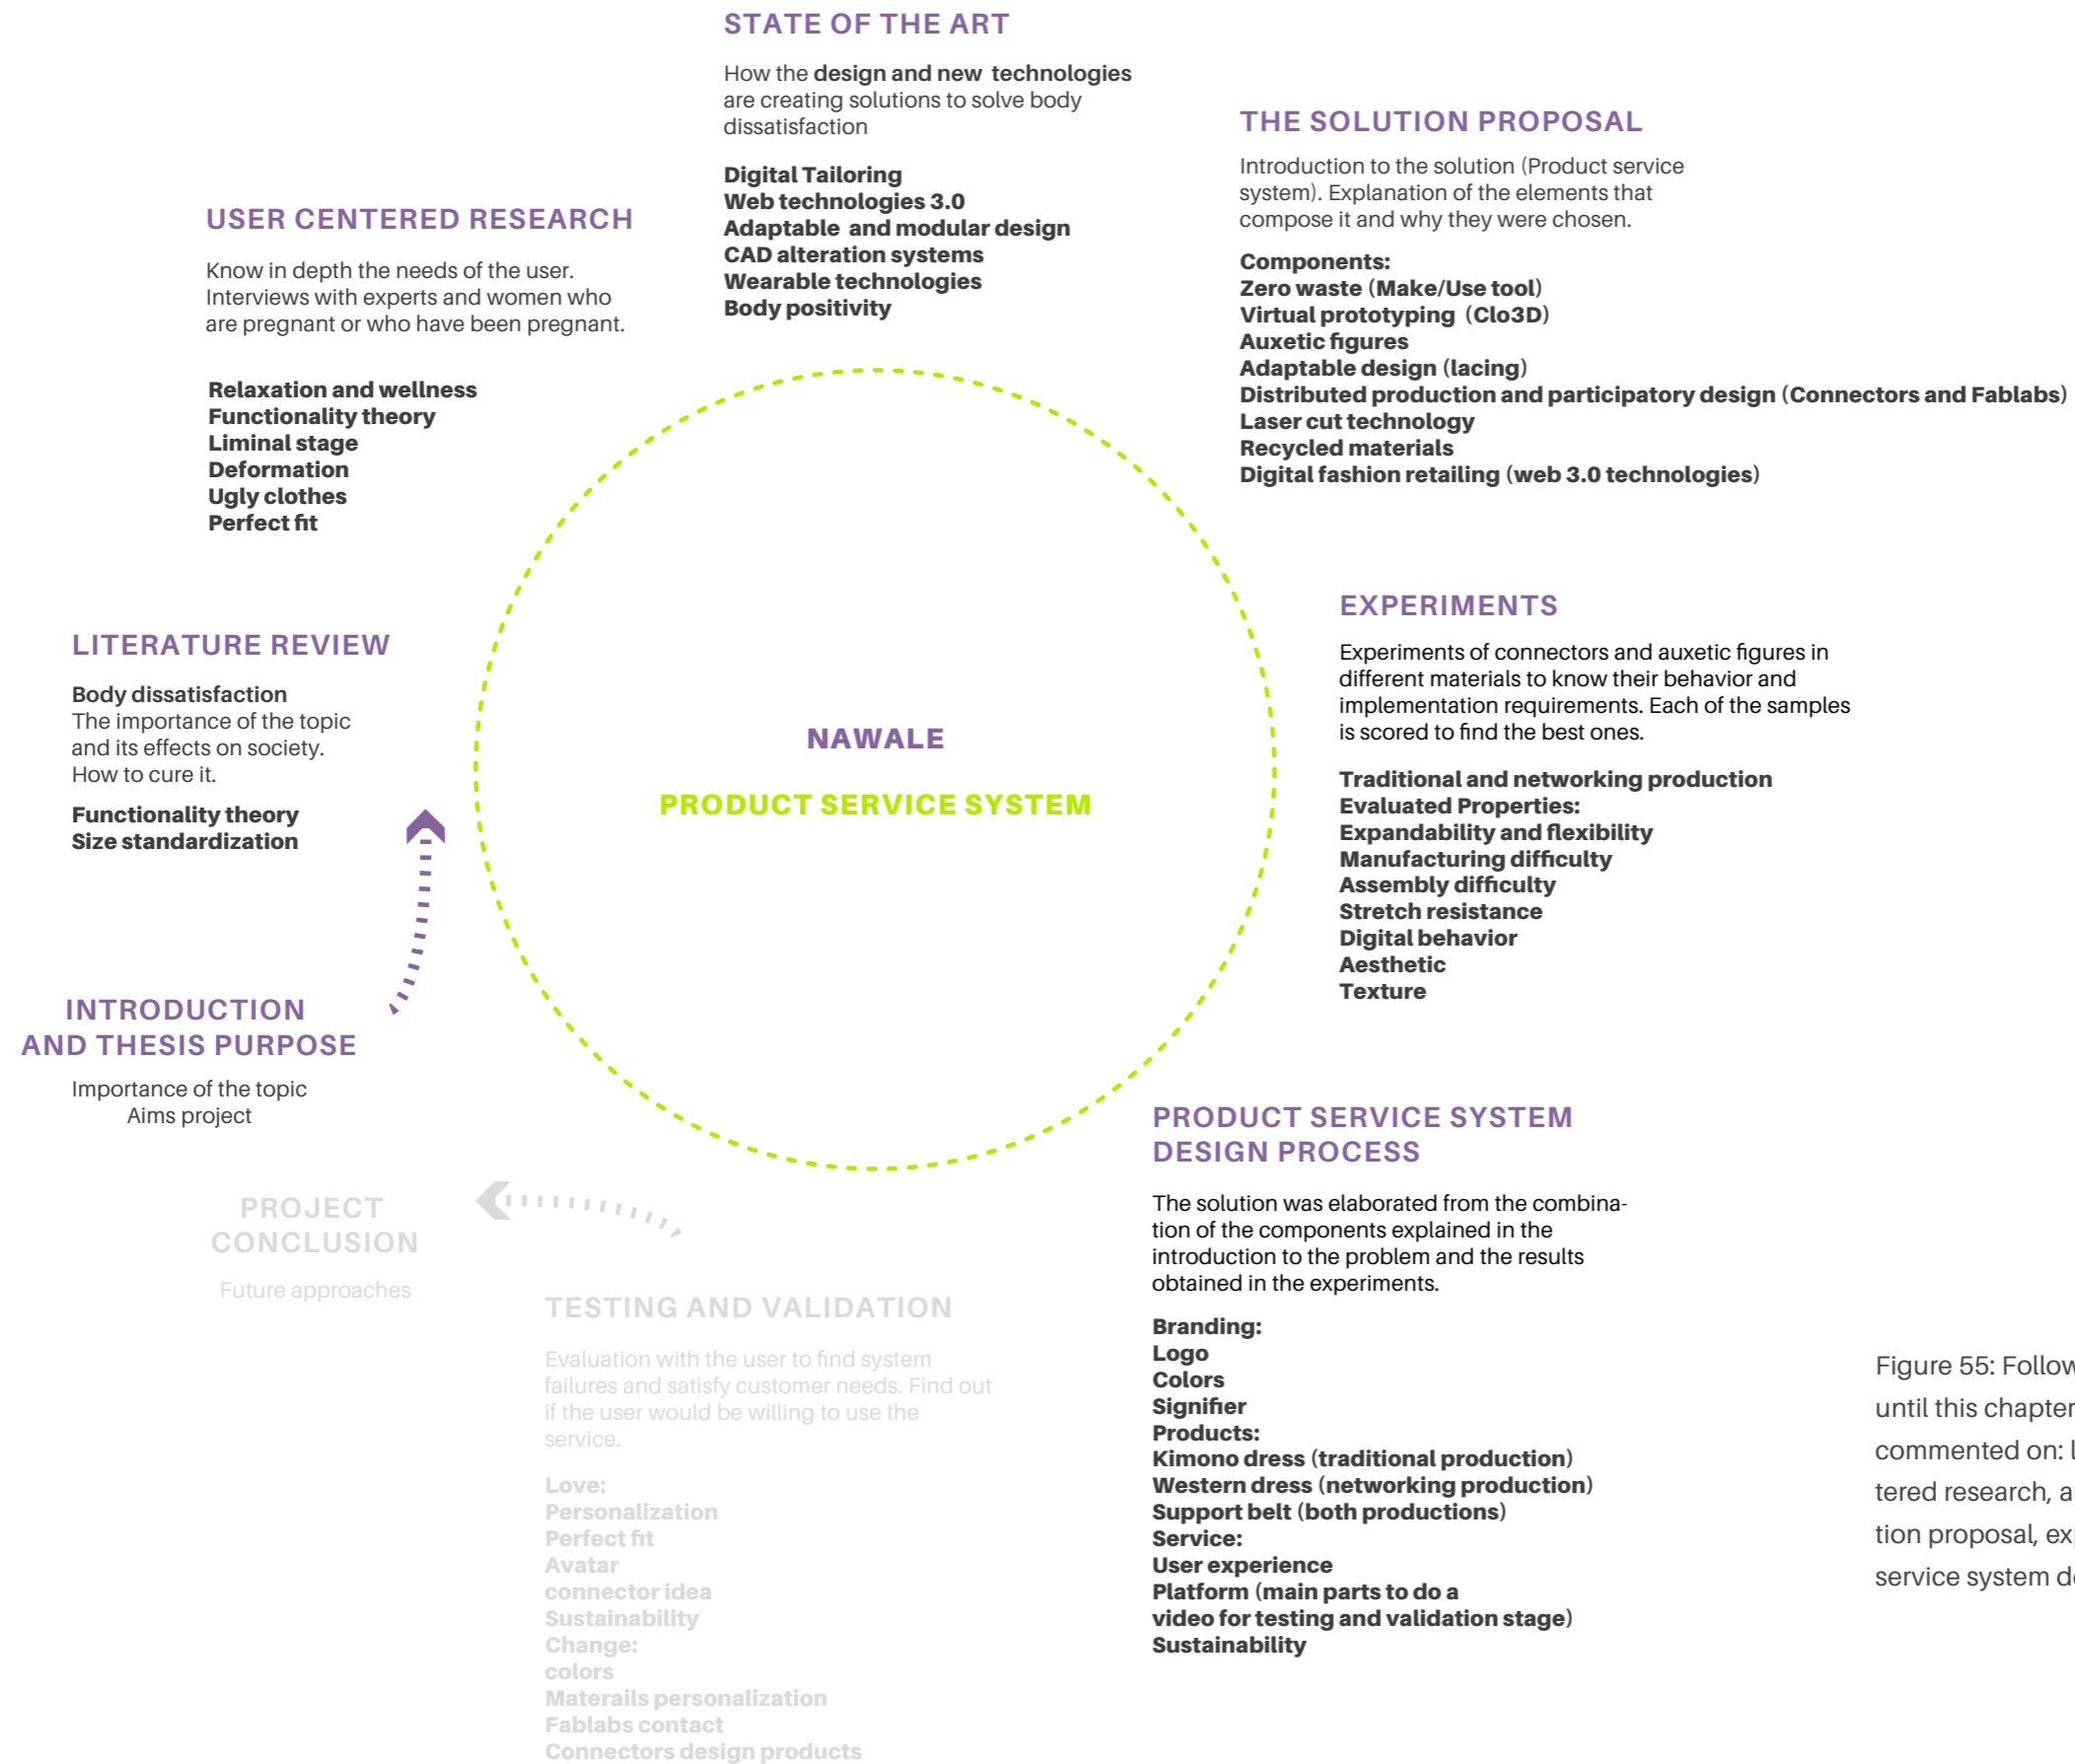 STATE OF THE ART
How the design and new technologies
are creating solutions to solve body
dissatisfaction
Digital Tailoring
Web technologies 3.0
Adaptable and modular design
CAD alteration systems
Wearable technologies
Body positivity
THE SOLUTION PROPOSAL
Introduction to the solution (Product service
system). Explanation of the elements that
compose it and why they were chosen.
Components:
Zero waste (Make/Use tool)
Virtual prototyping (Clo3D)
Auxetic figures
Adaptable design (lacing)
Distributed production and participatory design (Connectors and Fablabs)
Laser cut technology
Recycled materials
Digital fashion retailing (web 3.0 technologies)
USER CENTERED RESEARCH
Know in depth the needs of the user.
Interviews with experts and women who
are pregnant or who have been pregnant.
Relaxation and wellness
Functionality theory
Liminal stage
Deformation
Ugly clothes
Perfect fit
EXPERIMENTS
Experiments of connectors and auxetic figures in
different materials to know their behavior and
implementation requirements. Each of the samples
is scored to find the best ones.
Traditional and networking production
Evaluated Properties:
Expandability and flexibility
Manufacturing difficulty
Assembly difficulty
Stretch resistance
Digital behavior
Aesthetic
Texture
LITERATURE REVIEW
Body dissatisfaction
The importance of the topic
and its effects on society.
How to cure it.
Functionality theory
Size standardization
NAWALE
PRODUCT SERVICE SYSTEM
INTRODUCTION
AND THESIS PURPOSE
Importance of the topic
Aims project
PRODUCT SERVICE SYSTEM
DESIGN PROCESS
The solution was elaborated from the combina-
tion of the components explained in the
introduction to the problem and the results
obtained in the experiments.
Branding:
Logo
Colors
Signifier
Products:
Kimono dress (traditional production)
Western dress (networking production)
Support belt (both productions)
Service:
User experience
Platform (main parts to do a
video for testing and validation stage)
Sustainability
PROJECT
CONCLUSION
Future approaches
TESTING AND VALIDATION
Evaluation with the user to find system
failures and satisfy customer needs. Find out
if the user would be willing to use the
service.
Love:
Personalization
Perfect fit
Avatar
connector idea
Sustainability
Change:
colors
Materails personalization
Fablabs contact
Connectors design products
Figure 55:
until this chapter
commented on:
tered research,
tion proposal,
service system